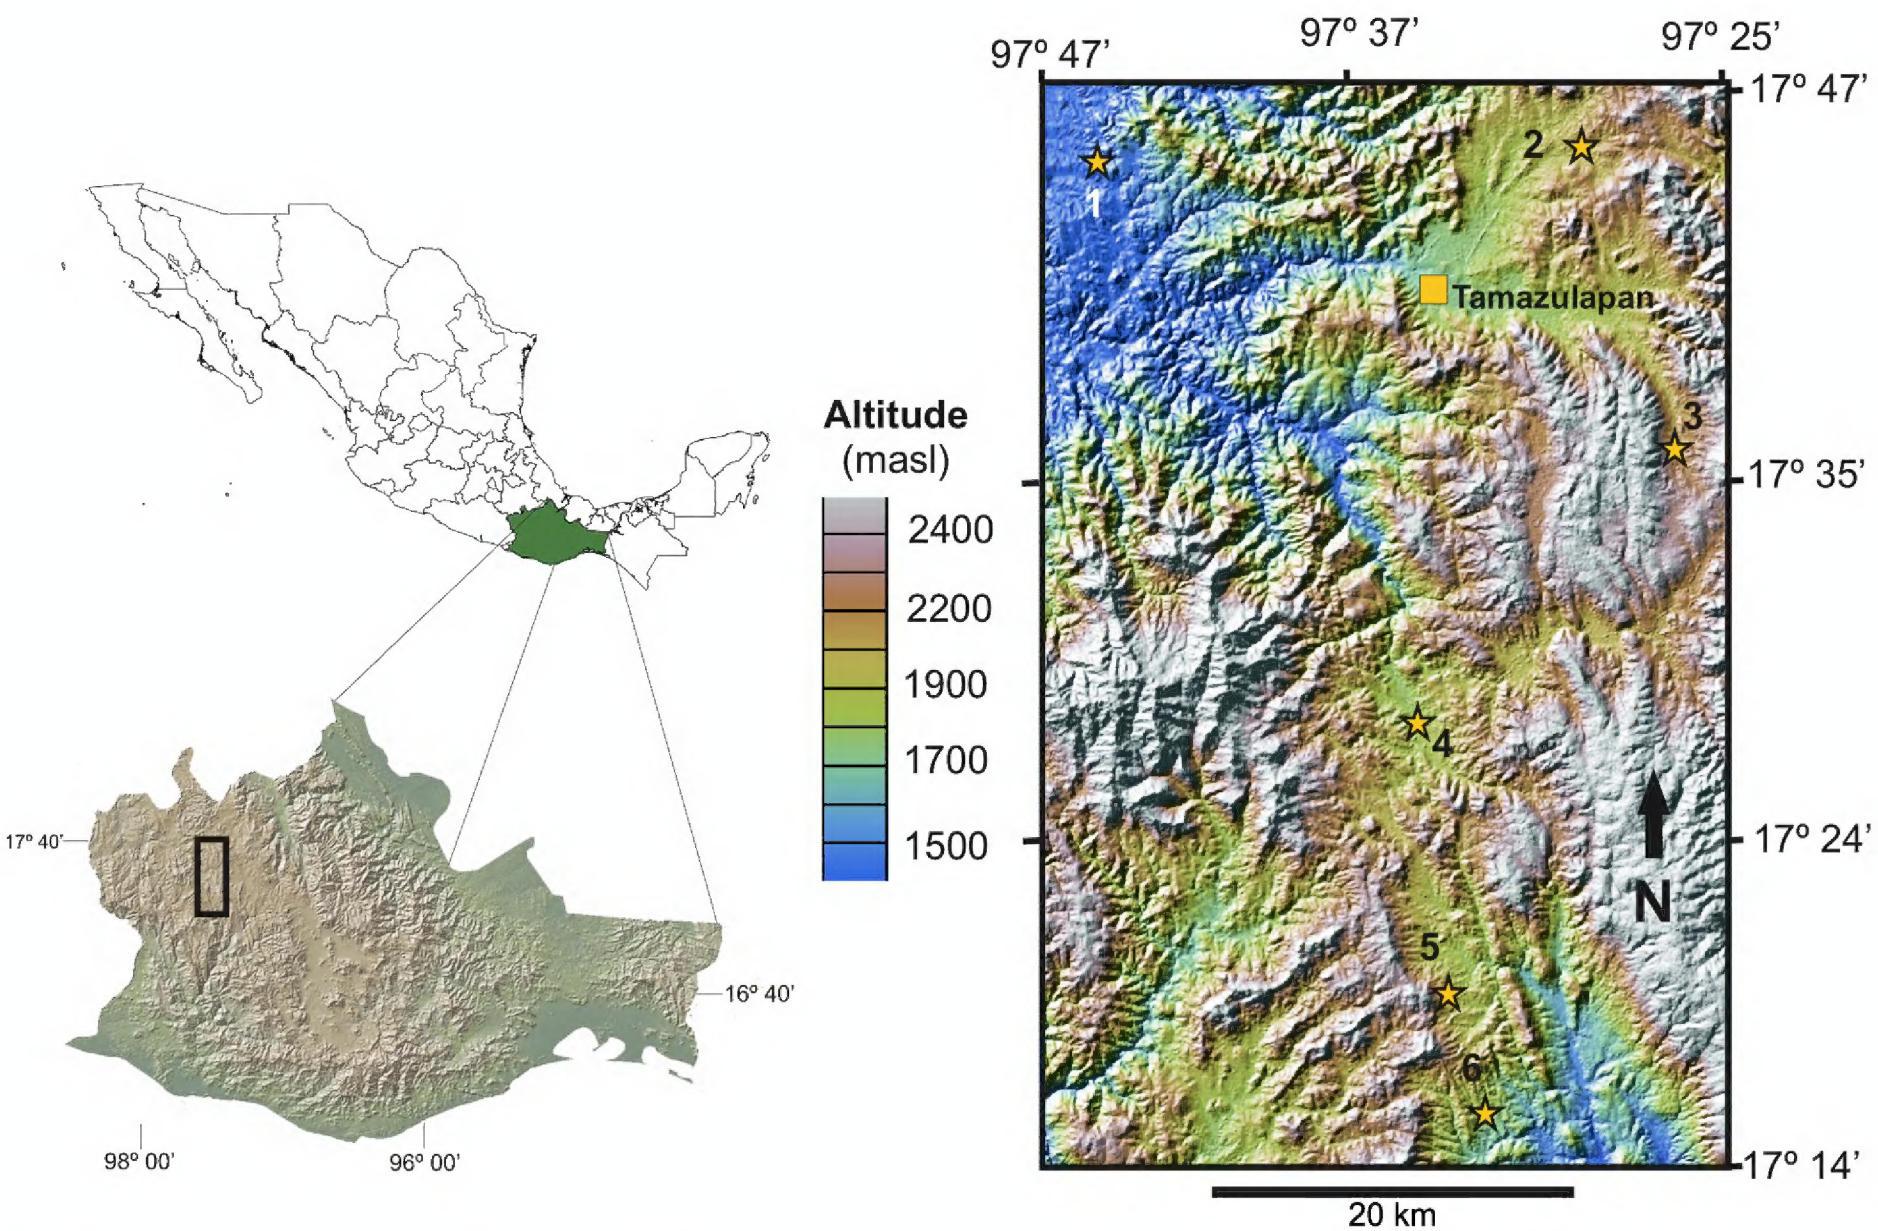 97º 47’
97º 37’
97º 25’
17º 47’
2
1
Tamazulapan
3
Altitude
(masl)
17º 35’
2400
2200
1900
4
1700
17º 40’
1500
17º 24’
N
5
16º 40’
6
98º 00’
96º 00’
17º 14’
20 km